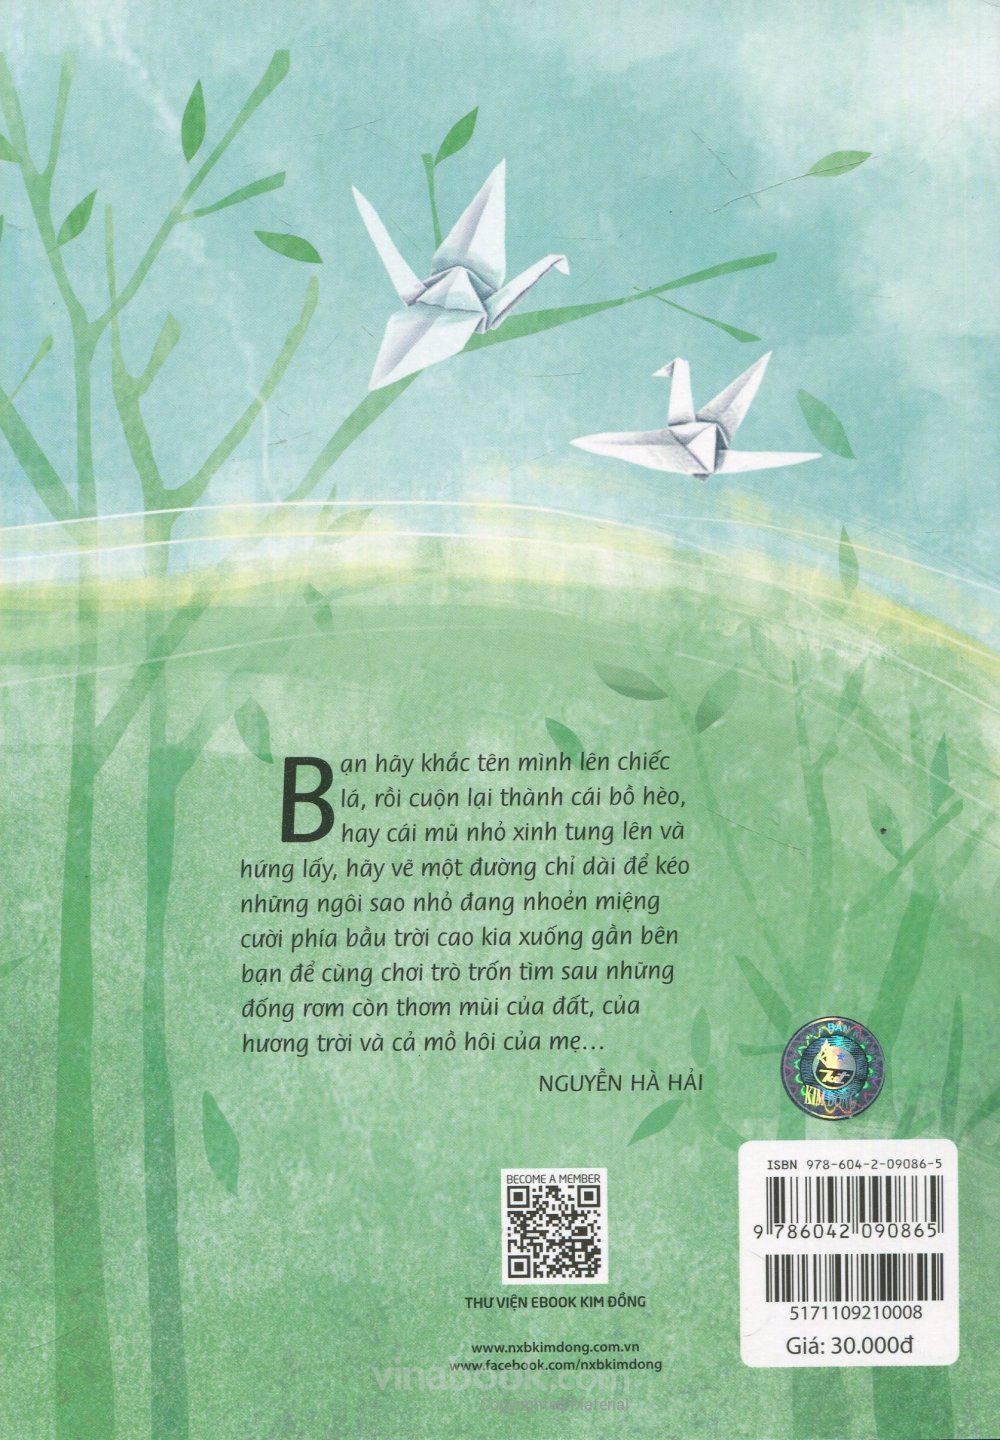 Bạn hãy khắc tên mình lên chiếc
lá, rồi cuộn lại thành cái bồ hèo,
hay cái mũ nhỏ xinh tung lên và
hứng lấy, hãy vẽ một đường chỉ dài để kéo
những ngôi sao nhỏ đang nhoẻn miệng
cười phía bầu trời cao kia xuống gần bên
bạn để cùng chơi trò trốn tìm sau những
đống rơm còn thơm mùi của đất, của
hương trời và cả mồ hôi của mẹ...
NGUYỄN HÀ HẢI
BẠN
KIM ĐỒNG
ISBN 978-604-2-09086-5
9 786042 090865
5171109210008
Giá: 30.000đ
BECOME A MEMBER
THƯ VIỆN EBOOK KIM ĐỒNG
www.nxbkimdong.com.vn
www.facebook.com/nxbkimdong
vinabook.com
Copyrighted Material